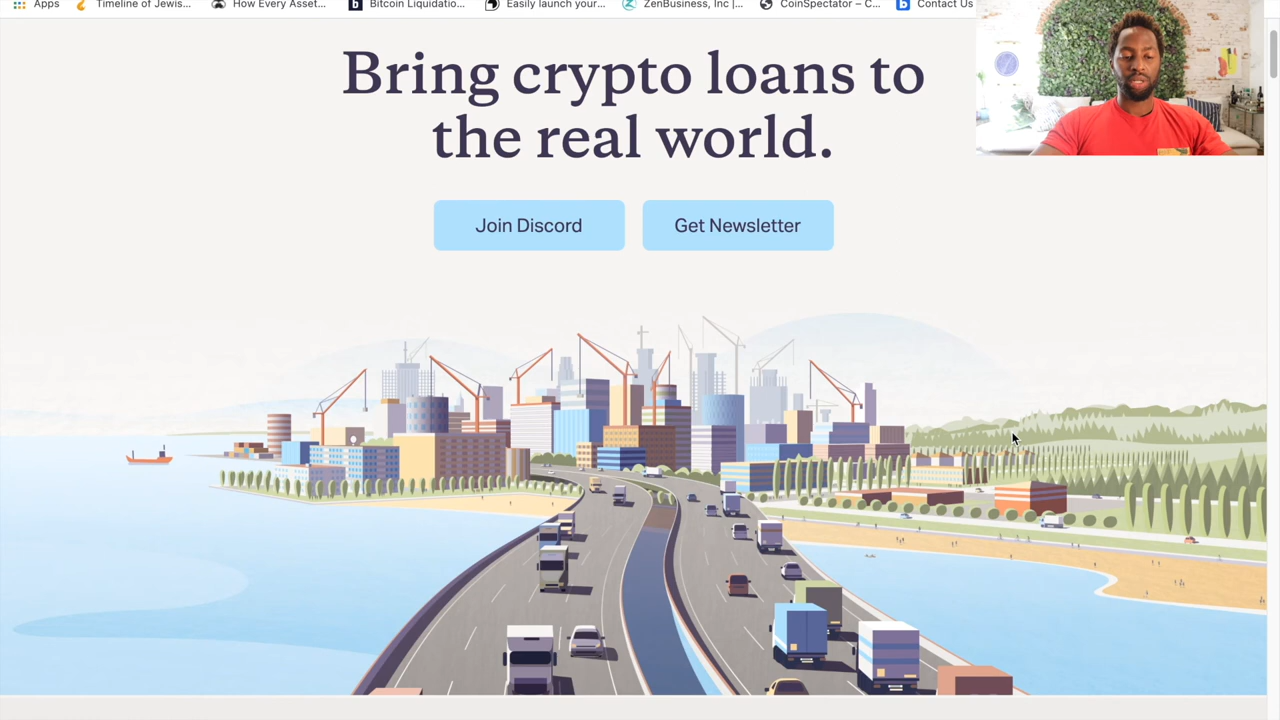 Apps
Timeline of Jewis...
How Every Asset...
Bitcoin Liquidatio...
Easily launch your...
ZenBusiness, Inc |...
CoinSpectator – C...
Contact Us
Bring crypto loans to
the real world.
Join Discord
Get Newsletter